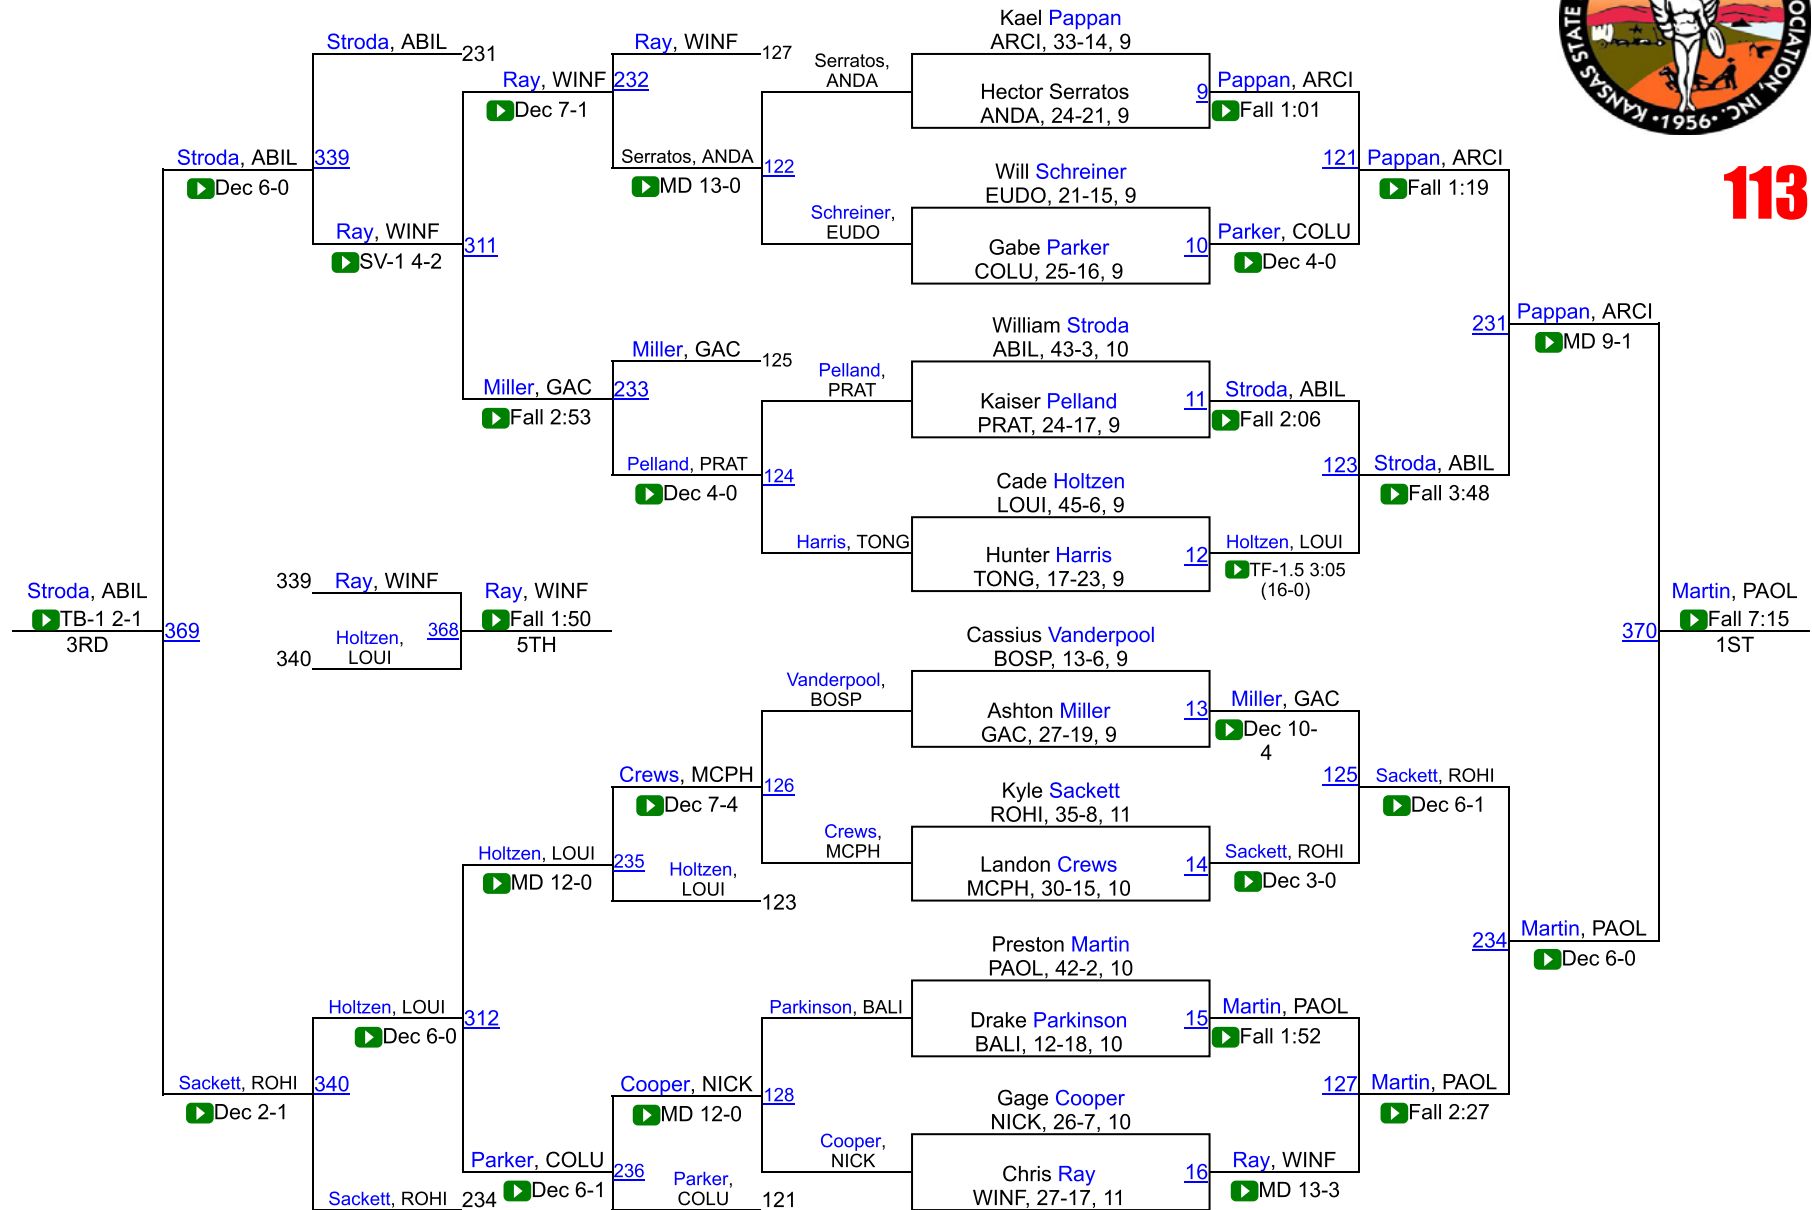 Kael Pappan
ARCI, 33-14, 9
Hector Serratos
ANDA, 24-21, 9
9
Will Schreiner
EUDO, 21-15, 9
Gabe Parker
COLU, 25-16, 9
10
William Stroda
ABIL, 43-3, 10
Kaiser Pelland
PRAT, 24-17, 9
11
Cade Holtzen
LOUI, 45-6, 9
Hunter Harris
TONG, 17-23, 9
12
Cassius Vanderpool
BOSP, 13-6, 9
Ashton Miller
GAC, 27-19, 9
13
Kyle Sackett
ROHI, 35-8, 11
Landon Crews
MCPH, 30-15, 10
14
Preston Martin
PAOL, 42-2, 10
Drake Parkinson
BALI, 12-18, 10
15
Gage Cooper
NICK, 26-7, 10
Chris Ray
WINF, 27-17, 11
16
Pappan, ARCI
Fall 1:01
121
Parker, COLU
Dec 4-0
Stroda, ABIL
Fall 2:06
123
Holtzen, LOUI
TF-1.5 3:05
(16-0)
Miller, GAC
Dec 10-
4
125
Sackett, ROHI
Dec 3-0
Martin, PAOL
Fall 1:52
127
Ray, WINF
MD 13-3
Pappan, ARCI
Fall 1:19
231
Stroda, ABIL
Fall 3:48
Sackett, ROHI
Dec 6-1
234
Martin, PAOL
Fall 2:27
Pappan, ARCI
MD 9-1
370
Martin, PAOL
Dec 6-0
Martin, PAOL
Fall 7:15
1ST
Serratos,
ANDA
122
Schreiner,
EUDO
Pelland,
PRAT
124
Harris, TONG
Vanderpool,
BOSP
126
Crews,
MCPH
Parkinson, BALI
128
Cooper,
NICK
Ray, WINF
127
232
Serratos, ANDA
MD 13-0
Miller, GAC
125
233
Pelland, PRAT
Dec 4-0
Crews, MCPH
Dec 7-4
235
Holtzen,
LOUI
123
Cooper, NICK
MD 12-0
236
Parker,
COLU
121
Ray, WINF
Dec 7-1
311
Miller, GAC
Fall 2:53
Holtzen, LOUI
MD 12-0
312
Parker, COLU
Dec 6-1
Stroda, ABIL
231
339
Ray, WINF
SV-1 4-2
Holtzen, LOUI
Dec 6-0
340
Sackett, ROHI
234
Stroda, ABIL
Dec 6-0
369
Sackett, ROHI
Dec 2-1
Stroda, ABIL
TB-1 2-1
3RD
339
Ray, WINF
368
340
Holtzen,
LOUI
Ray, WINF
Fall 1:50
5TH
KANSAS STATE
OCIATION, INC.
•1956•
113